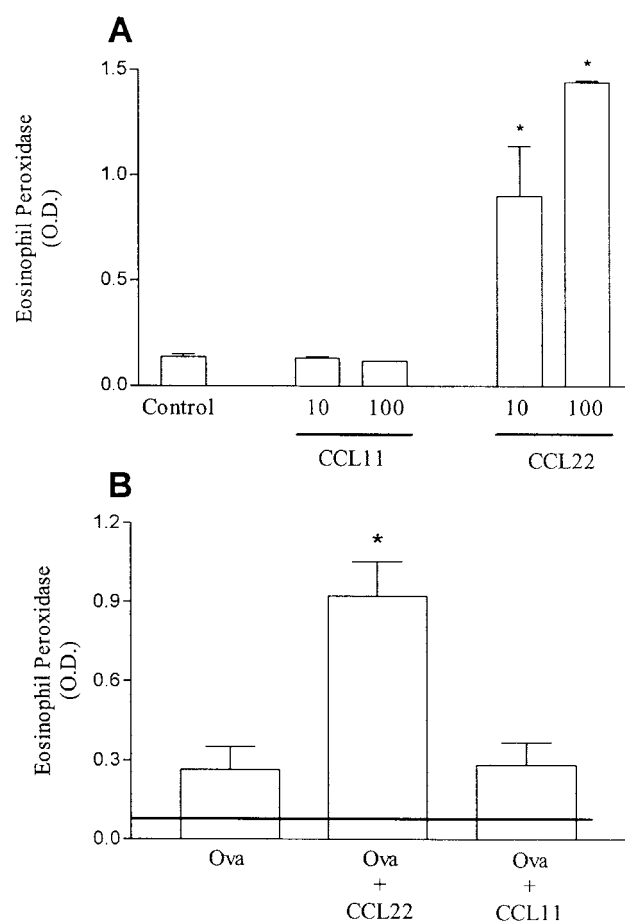 A
Eosinophil Peroxidase
(O.D.)
1.5
1.0
0.5
0.0
*
*
Control
10 100
10 100
CCL11
CCL22
B
Eosinophil Peroxidase
(O.D.)
1.2
0.9
0.6
0.3
0.0
*
Ova
Ova
+
CCL22
Ova
+
CCL11